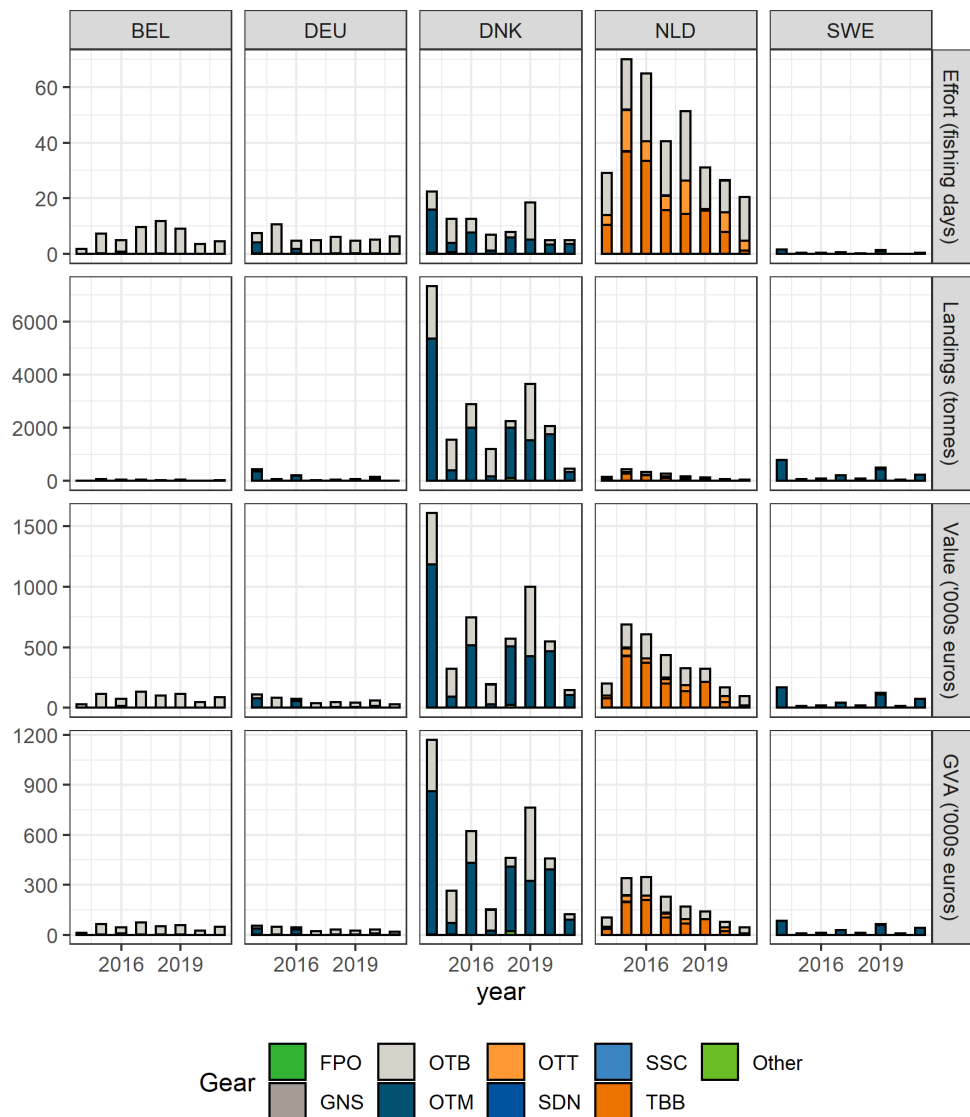 BEL DEU DNK NLD SWE
60
40
20
0
Effort (fishing days)
6000
4000
2000
0
Landings (tonnes)
1500
1000
500
0
Value ('000s euros)
1200
900
600
300
0
GVA ('000s euros)
2016 2019 2016 2019 2016 2019 2016 2019 2016 2019
year
Gear
FPO OTB OTT SSC Other
GNS OTM SDN TBB